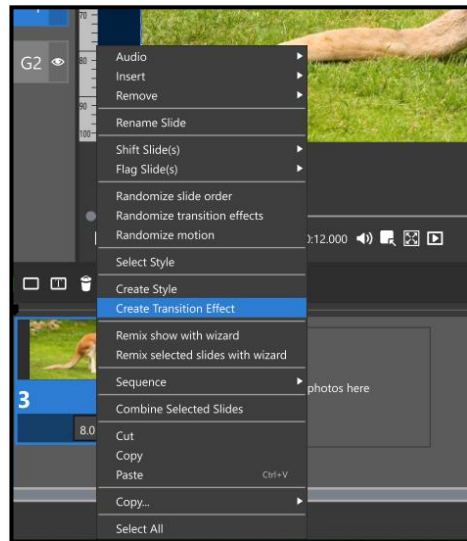 70
G2
80
90
100
Audio
Insert
Remove
Rename Slide
Shift Slide(s)
Flag Slide(s)
Randomize slide order
Randomize transition effects
Randomize motion
0:12.000
Select Style
Create Style
Create Transition Effect
Remix show with wizard
Remix selected slides with wizard
Sequence
photos here
3
Combine Selected Slides
8.0
Cut
Copy
Paste Ctrl+V
Copy...
Select All